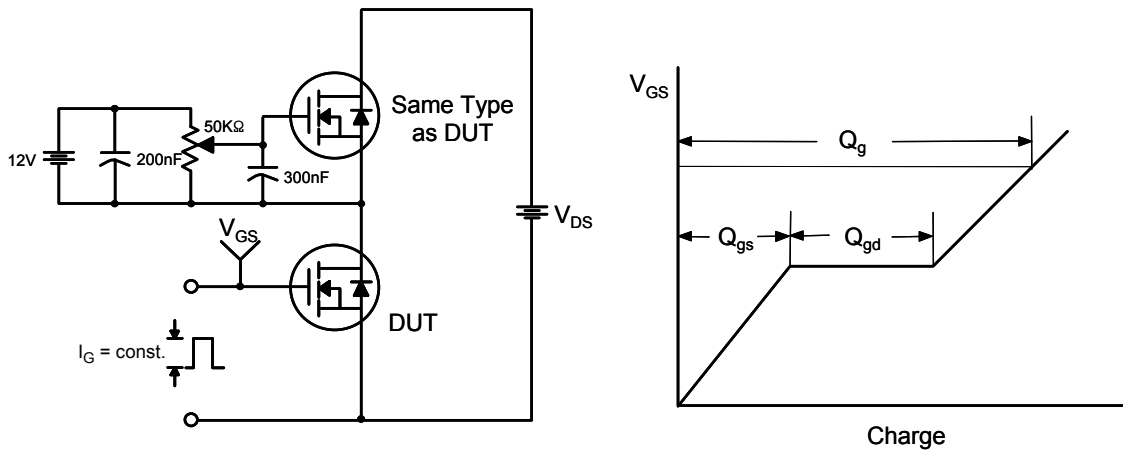 12V
200nF
50KΩ
300nF
Same Type
as DUT
V_DS
V_GS
DUT
I_G = const.
V_GS
Q_g
Q_gs
Q_gd
Charge